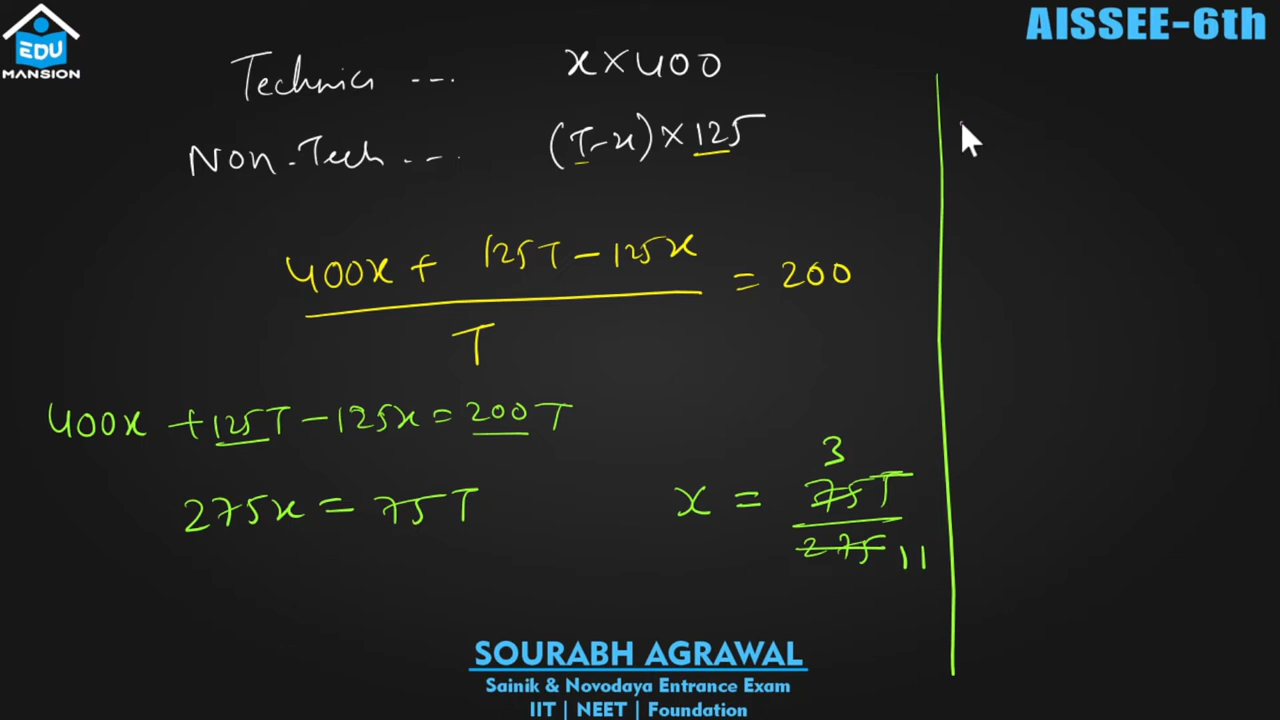 EDU
MANSION
AISSEE-6th
Technics --- x×400
Non-Tech --- (T-x)×125
400x + 125T - 125x = 200
T
400x + 125T - 125x = 200T
275x = 75T
3
x = 75T
275 11
SOURABH AGRAWAL
Sainik & Novodaya Entrance Exam
IIT | NEET | Foundation